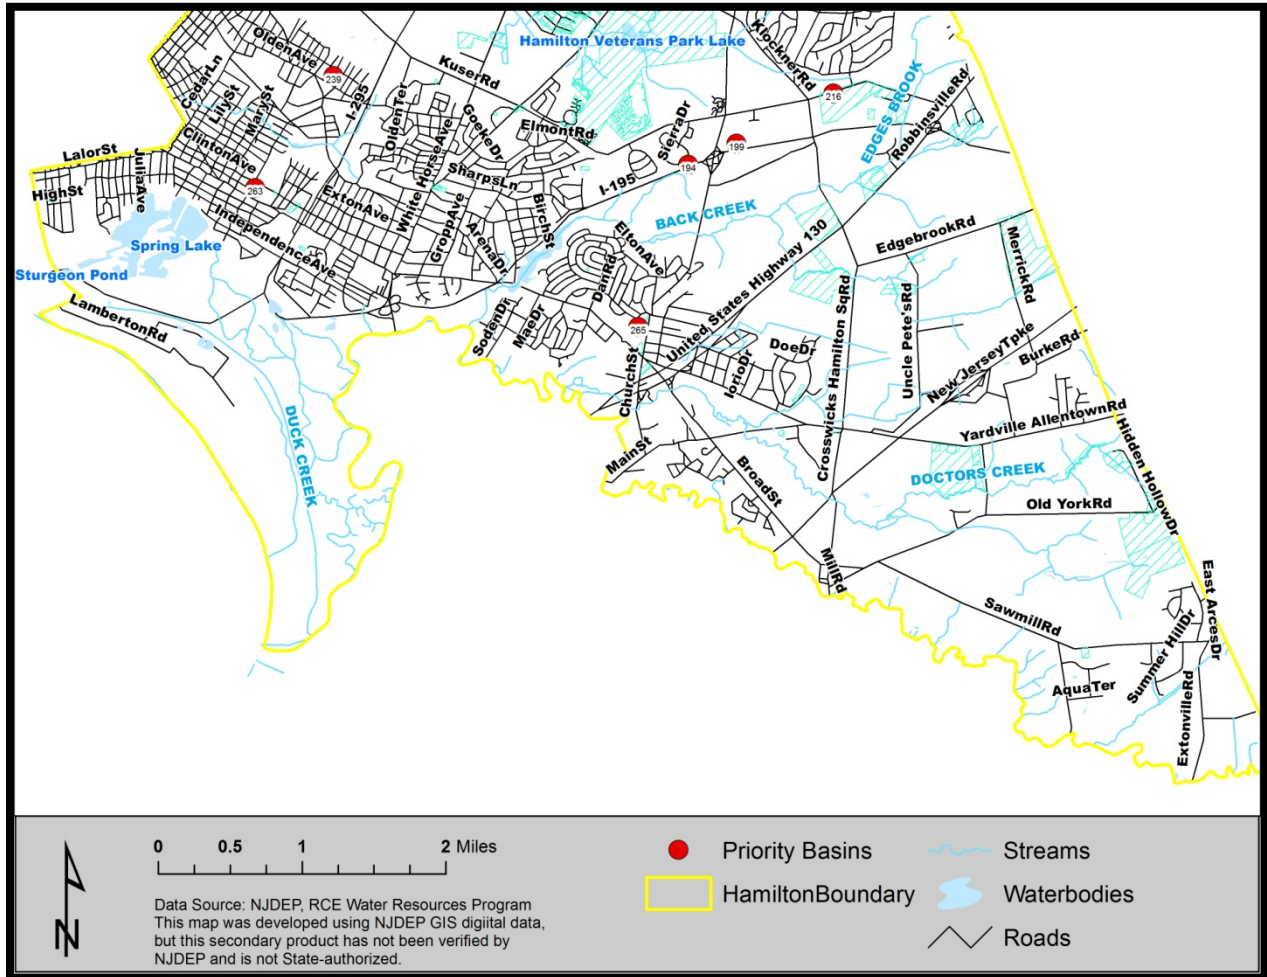 Hamilton Veterans Park Lake
OldenAve
KlocknerRd
KuserRd
239
CedarLn
LilySt
MarySt
I-295
OldenTer
216
RobinsvilleRd
EDGES BROOK
GoekeDr
ElmontRd
SierraDr
199
194
LalorSt
ClintonAve
JuliaAve
HighSt
263
ExtonAve
White HorseAve
SharpsLn
I-195
BirchSt
GroppAve
ArenaDr
IndependenceAve
Spring Lake
Sturgeon Pond
BACK CREEK
EltonAve
DanRd
United States Highway 130
EdgebrookRd
MerrickRd
LambertonRd
SodenDr
MaeDr
265
ChurchSt
IorioDr
DoeDr
Crosswicks Hamilton SqRd
Uncle Pete'sRd
New JerseyTpke
BurkeRd
Yardville AllentownRd
Hidden HollowDr
DUCK CREEK
MainSt
BroadSt
DOCTORS CREEK
Old YorkRd
MillRd
SawmillRd
East ArcesDr
Summer HillDr
AquaTer
ExtonvilleRd
N
0 0.5 1 2 Miles
Data Source: NJDEP, RCE Water Resources Program
This map was developed using NJDEP GIS digiital data,
but this secondary product has not been verified by
NJDEP and is not State-authorized.
Priority Basins
HamiltonBoundary
Streams
Waterbodies
Roads